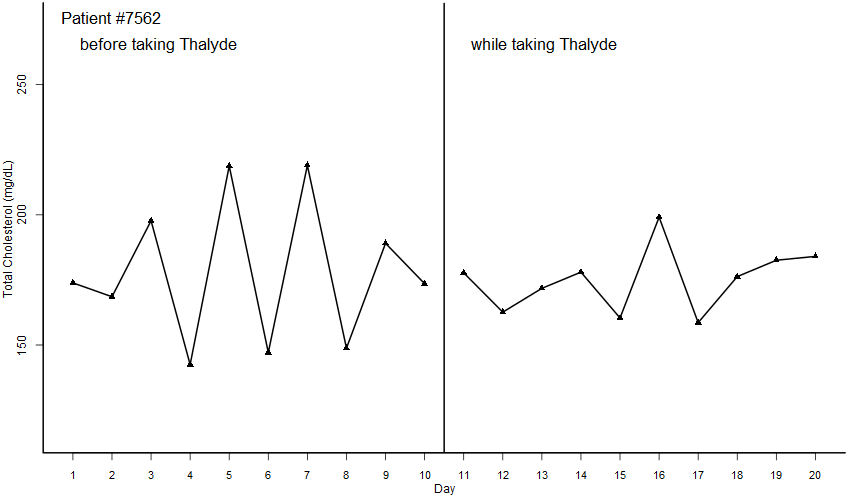 Patient #7562
before taking Thalyde
while taking Thalyde
Total Cholesterol (mg/dL)
250
200
150
1 2 3 4 5 6 7 8 9 10 11 12 13 14 15 16 17 18 19 20
Day